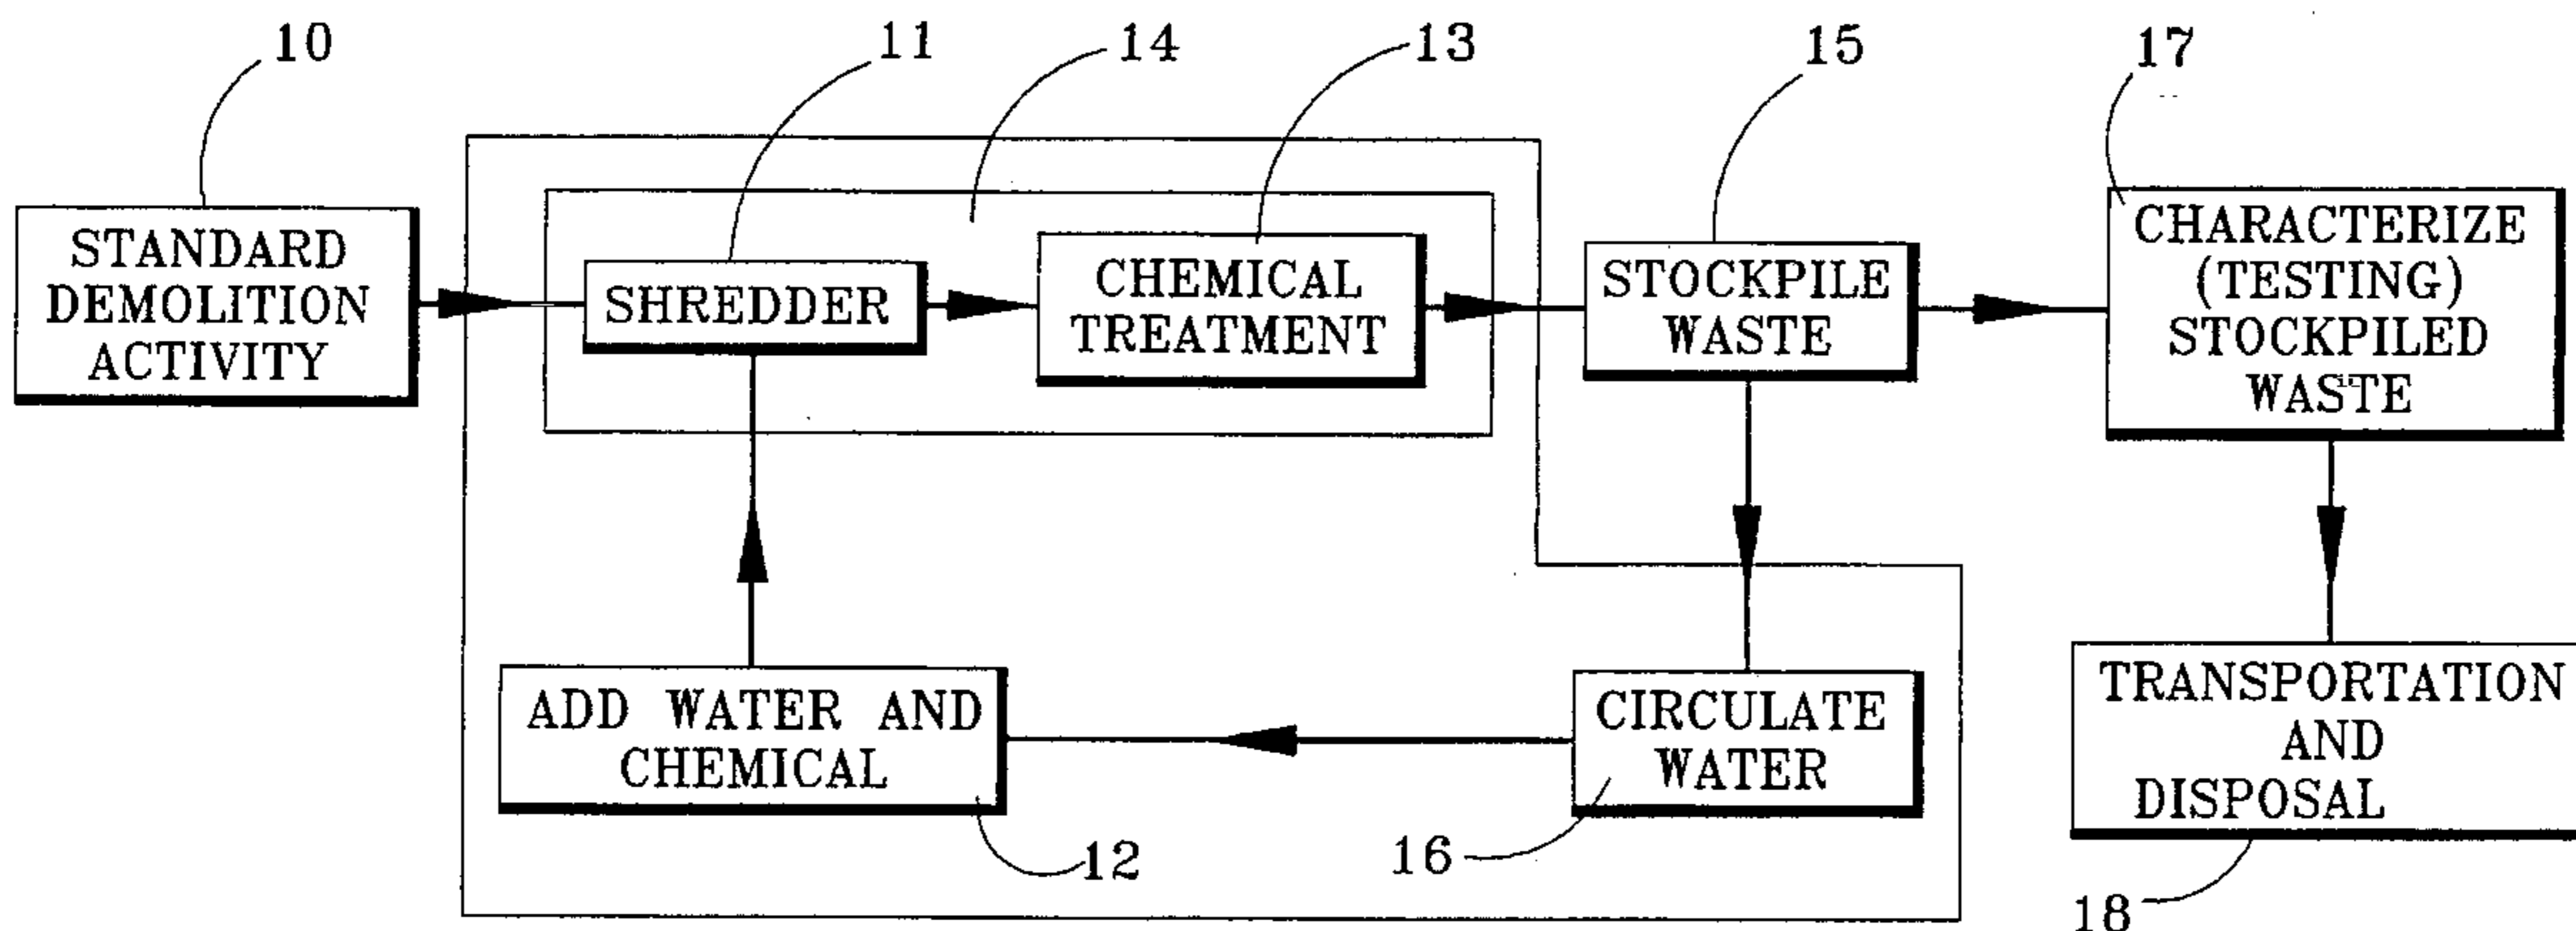 10
11
14
13
15
17
STANDARD
DEMOLITION
ACTIVITY
SHREDDER
CHEMICAL
TREATMENT
STOCKPILE
WASTE
CHARACTERIZE
(TESTING)
STOCKPILED
WASTE
ADD WATER AND
CHEMICAL
CIRCULATE
WATER
TRANSPORTATION
AND
DISPOSAL
12
16
18